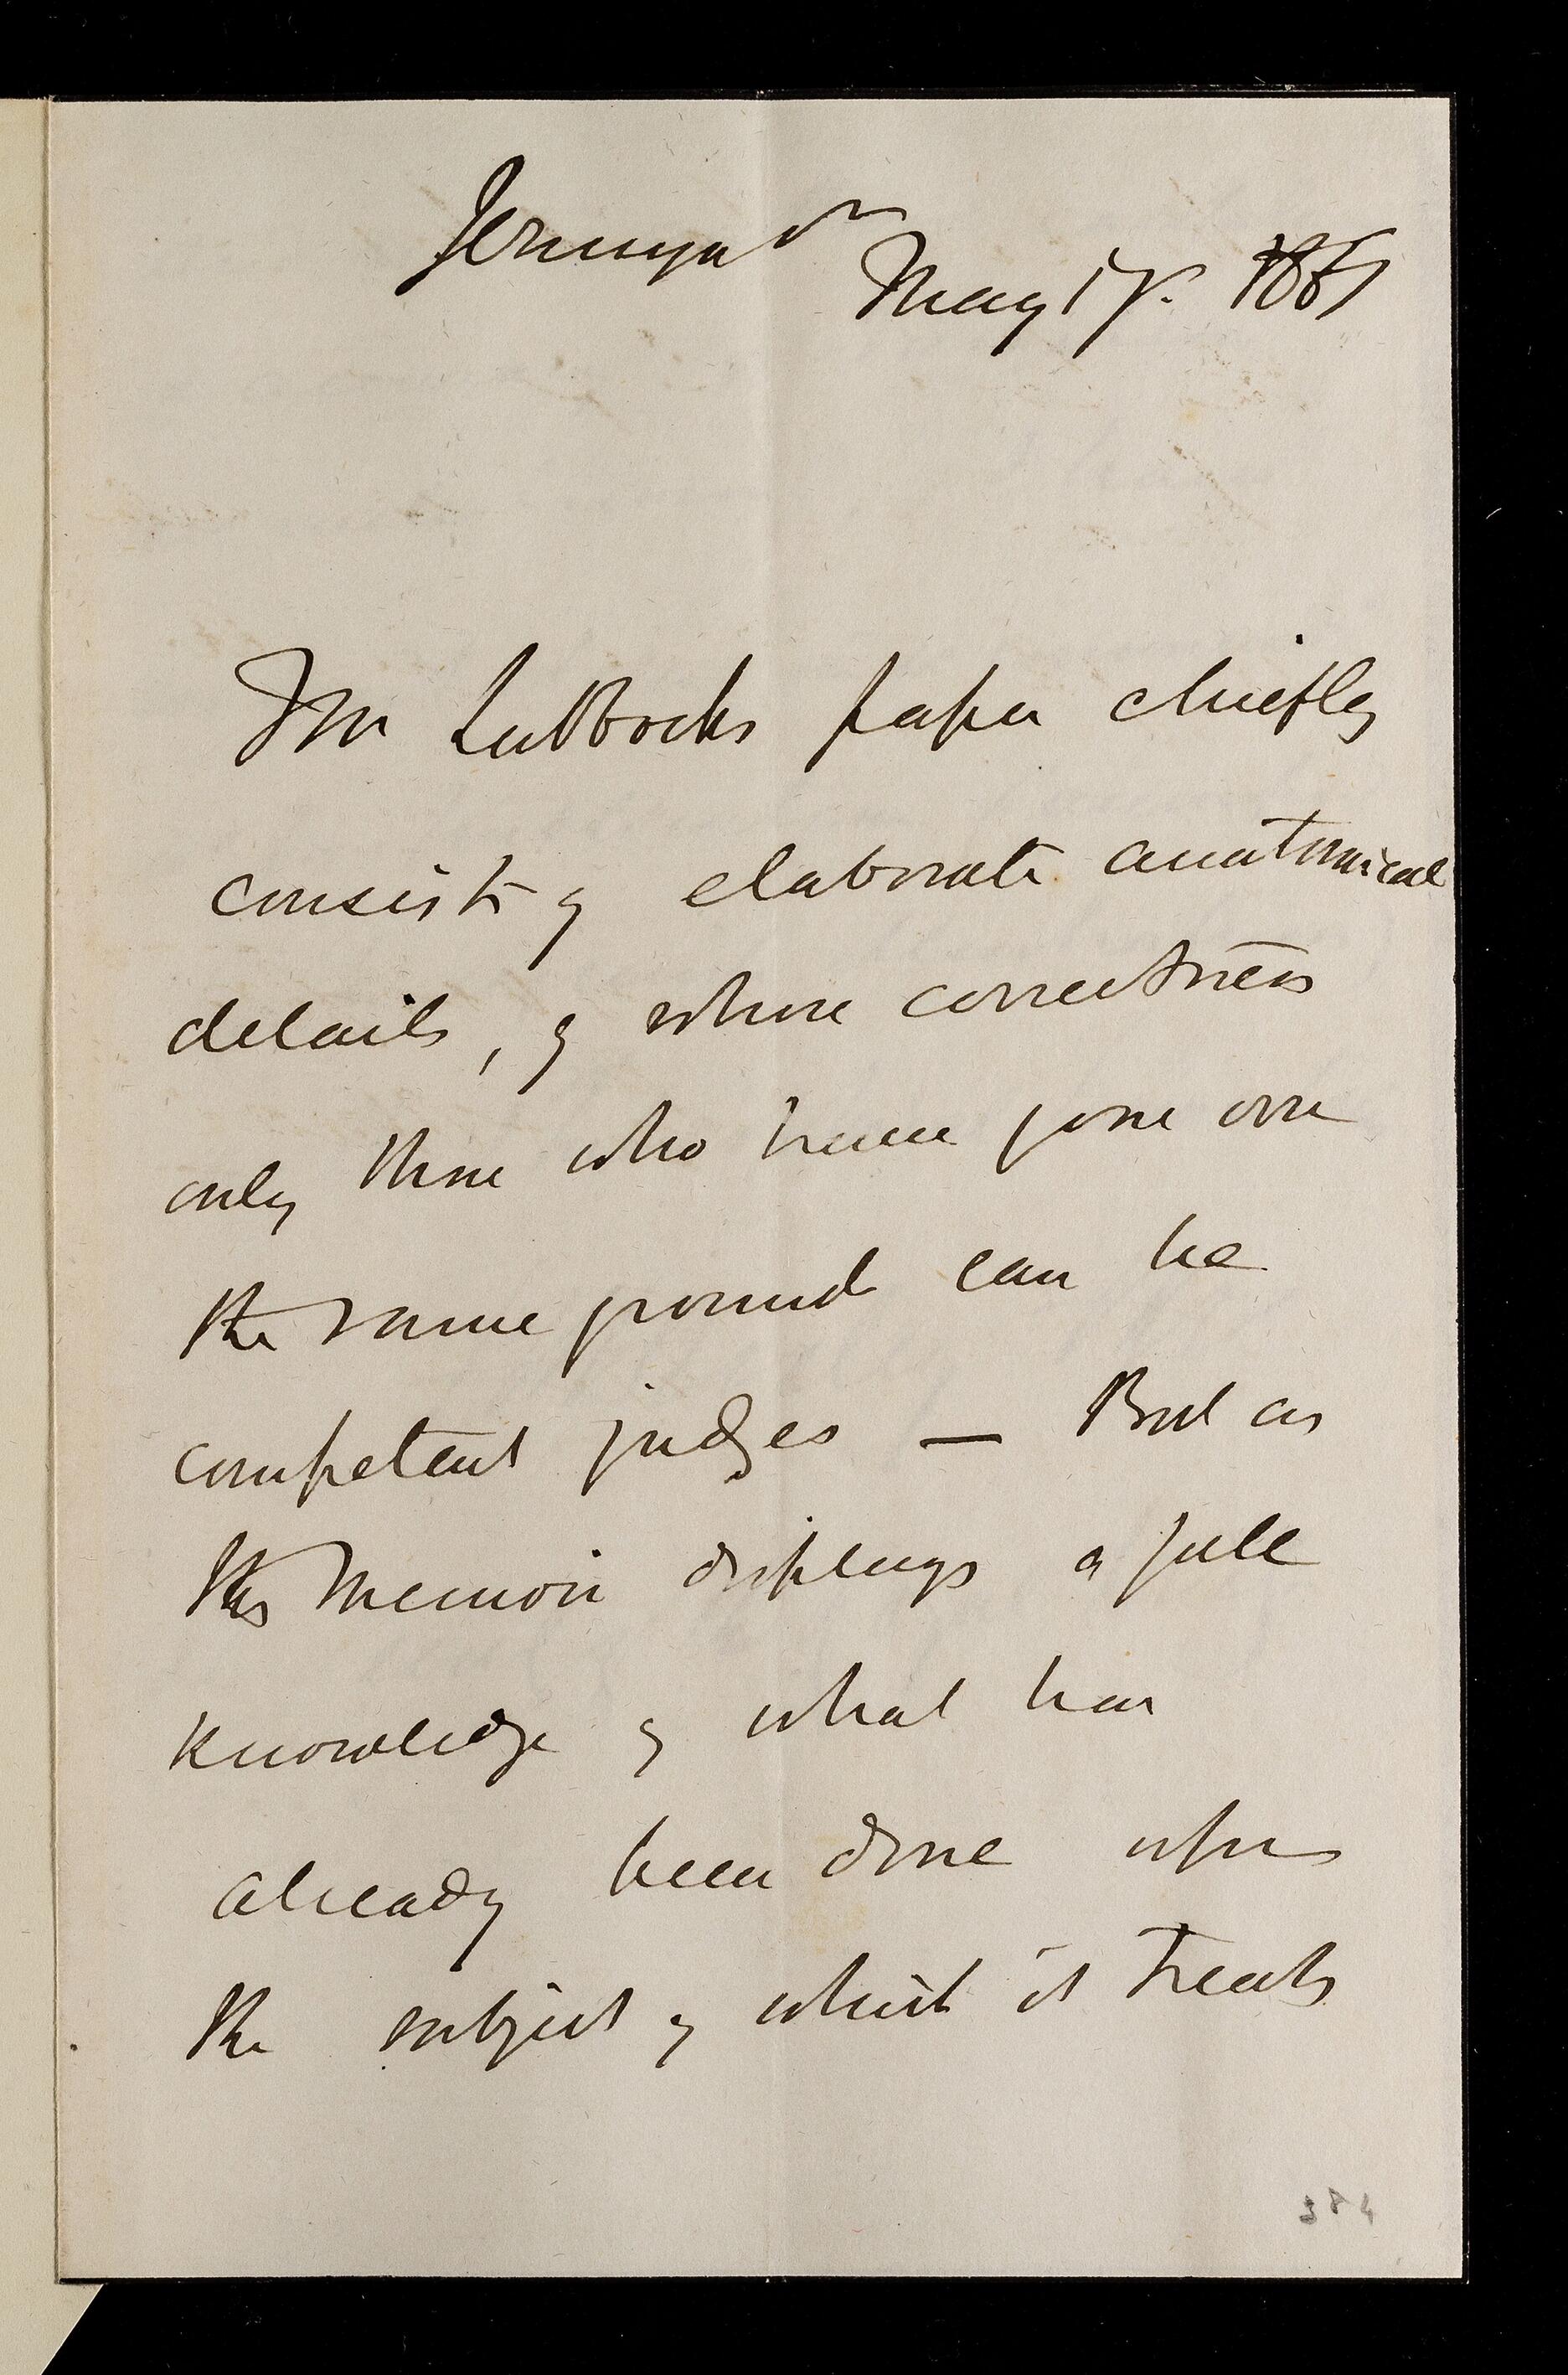 Jermyn St
May 17. 1861
Mr Lubbocks paper chiefly
consists of elaborate anatomical
details, of whose correctness
only those who have gone over
the same ground can be
competent judges — But as
this Memoir displays a full
knowledge of what has
already been done upon
the subject of which it treats
384